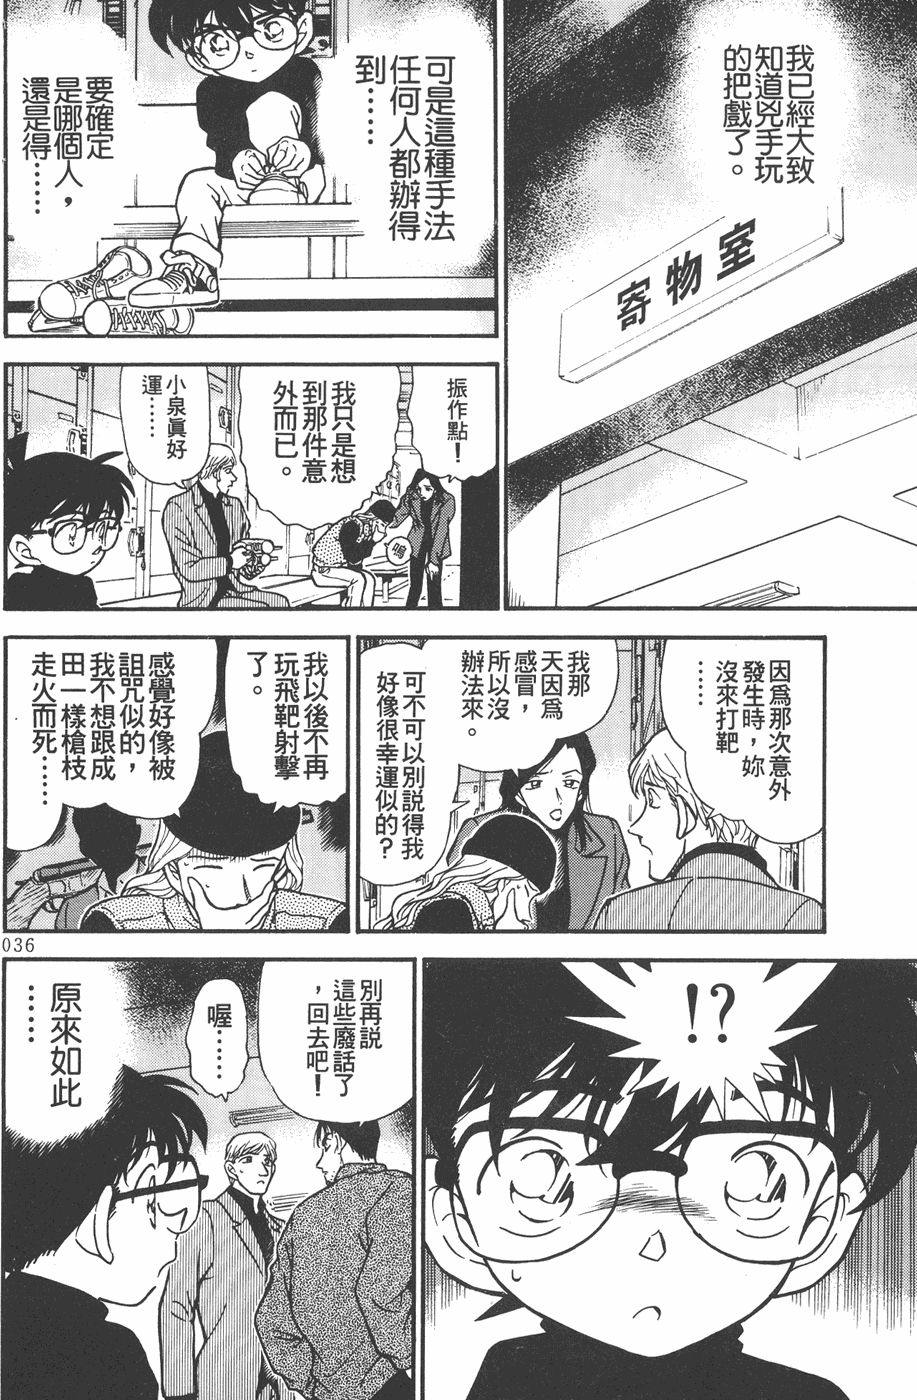 我已經大致
知道兇手玩
的把戲了。
寄物室
可是這種手法
任何人都辦得
到……
要確定
是哪個人，
還是得……
振作點！
嗚
我只是想
到那件意
外而已。
小泉眞好
運……
因爲那次意外
發生時，妳
沒來打靶
……
我那
天因爲
感冒，
所以沒
辦法來。
可不可以別說得我
好像很幸運似的？
我以後不再
玩飛靶射擊
了。
感覺好像被
詛咒似的，
我不想跟成
田一樣槍枝
走火而死……
036
!?
別再說
這些廢話了
，回去吧！
喔……
原來如此
……